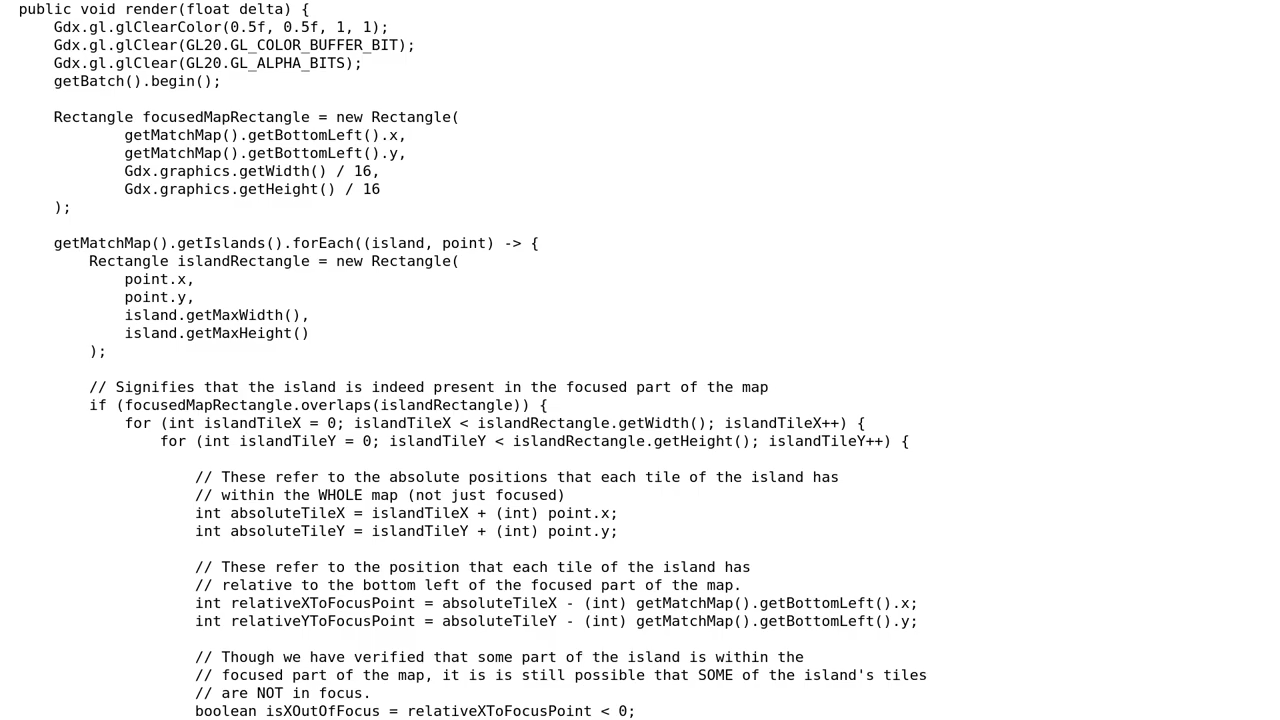 public void render(float delta) {
Gdx.gl.glClearColor(0.5f, 0.5f, 1, 1);
Gdx.gl.glClear(GL20.GL_COLOR_BUFFER_BIT);
Gdx.gl.glClear(GL20.GL_ALPHA_BITS);
getBatch().begin();
Rectangle focusedMapRectangle = new Rectangle(
getMatchMap().getBottomLeft().x,
getMatchMap().getBottomLeft().y,
Gdx.graphics.getWidth() / 16,
Gdx.graphics.getHeight() / 16
);
getMatchMap().getIslands().forEach((island, point) -> {
Rectangle islandRectangle = new Rectangle(
point.x,
point.y,
island.getMaxWidth(),
island.getMaxHeight()
);
// Signifies that the island is indeed present in the focused part of the map
if (focusedMapRectangle.overlaps(islandRectangle)) {
for (int islandTileX = 0; islandTileX < islandRectangle.getWidth(); islandTileX++) {
for (int islandTileY = 0; islandTileY < islandRectangle.getHeight(); islandTileY++) {
// These refer to the absolute positions that each tile of the island has
// within the WHOLE map (not just focused)
int absoluteTileX = islandTileX + (int) point.x;
int absoluteTileY = islandTileY + (int) point.y;
// These refer to the position that each tile of the island has
// relative to the bottom left of the focused part of the map.
int relativeXToFocusPoint = absoluteTileX - (int) getMatchMap().getBottomLeft().x;
int relativeYToFocusPoint = absoluteTileY - (int) getMatchMap().getBottomLeft().y;
// Though we have verified that some part of the island is within the
// focused part of the map, it is is still possible that SOME of the island's tiles
// are NOT in focus.
boolean isXOutOfFocus = relativeXToFocusPoint < 0;